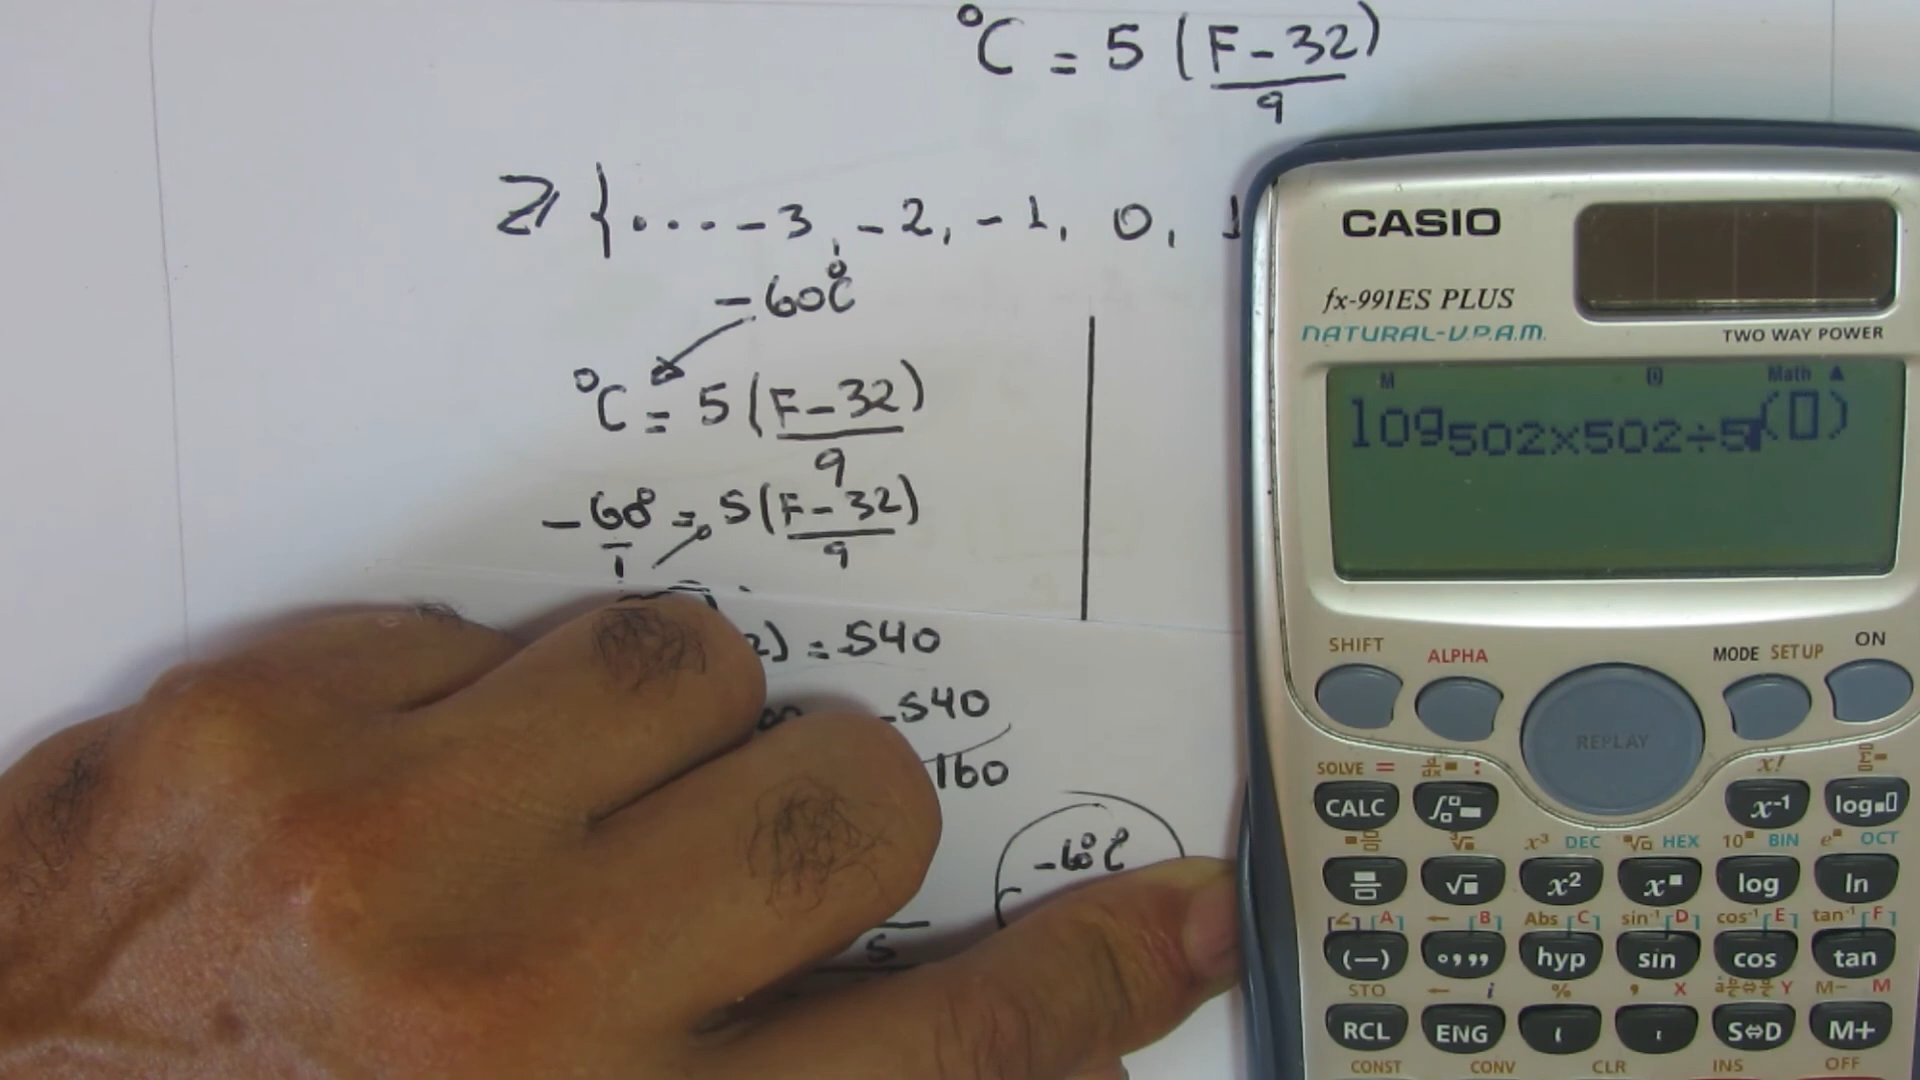 °C = 5 (F - 32)
9
Z { .... -3, -2, -1, 0, 1
-60°C
°C = 5 (F - 32)
9
-60 = 5 (F - 32)
1 9
2) = 540
-540
160
-60°C
5
CASIO
fx-991ES PLUS
NATURAL-V.P.A.M.
TWO WAY POWER
M D Math ▲
log502×502÷5(▯)
SHIFT ALPHA MODE SETUP ON
REPLAY
SOLVE = d/dx■ : x! Σ=
CALC ∫ x⁻¹ log■▯
³√ x³ DEC ■√▯ HEX 10■ BIN e■ OCT
√■ x² x■ log ln
∠ A ← B Abs C sin⁻¹ D cos⁻¹ E tan⁻¹ F
(—) °,,, hyp sin cos tan
STO ← i % , X a b/c⇔d/c Y M− M
RCL ENG ( S⇔D M+
CONST CONV CLR INS OFF